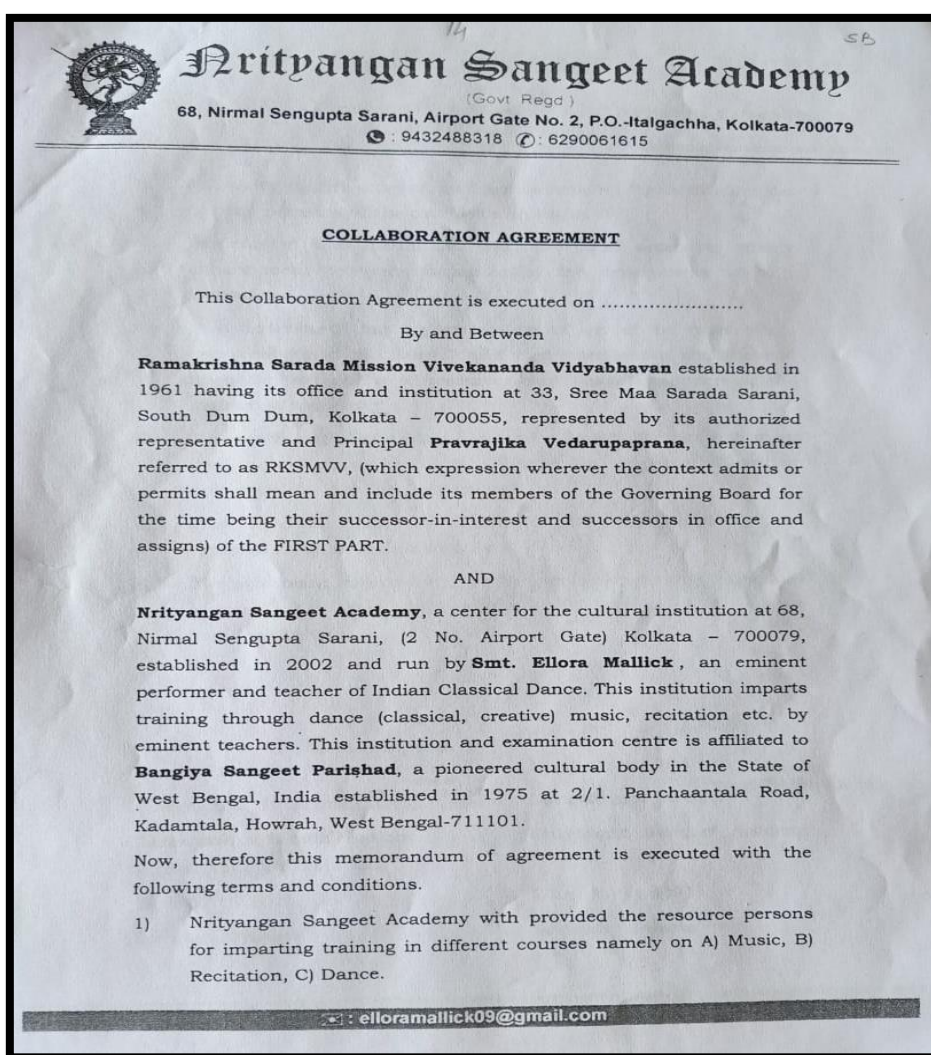 14
SB
Nrityangan Sangeet Academy
(Govt Regd)
68, Nirmal Sengupta Sarani, Airport Gate No. 2, P.O.-Italgachha, Kolkata-700079
: 9432488318 : 6290061615
COLLABORATION AGREEMENT
This Collaboration Agreement is executed on ........................
By and Between
Ramakrishna Sarada Mission Vivekananda Vidyabhavan established in
1961 having its office and institution at 33, Sree Maa Sarada Sarani,
South Dum Dum, Kolkata – 700055, represented by its authorized
representative and Principal Pravrajika Vedarupaprana, hereinafter
referred to as RKSMVV, (which expression wherever the context admits or
permits shall mean and include its members of the Governing Board for
the time being their successor-in-interest and successors in office and
assigns) of the FIRST PART.
AND
Nrityangan Sangeet Academy, a center for the cultural institution at 68,
Nirmal Sengupta Sarani, (2 No. Airport Gate) Kolkata – 700079,
established in 2002 and run by Smt. Ellora Mallick , an eminent
performer and teacher of Indian Classical Dance. This institution imparts
training through dance (classical, creative) music, recitation etc. by
eminent teachers. This institution and examination centre is affiliated to
Bangiya Sangeet Parishad, a pioneered cultural body in the State of
West Bengal, India established in 1975 at 2/1. Panchaantala Road,
Kadamtala, Howrah, West Bengal-711101.
Now, therefore this memorandum of agreement is executed with the
following terms and conditions.
1) Nrityangan Sangeet Academy with provided the resource persons
for imparting training in different courses namely on A) Music, B)
Recitation, C) Dance.
: elloramallick09@gmail.com